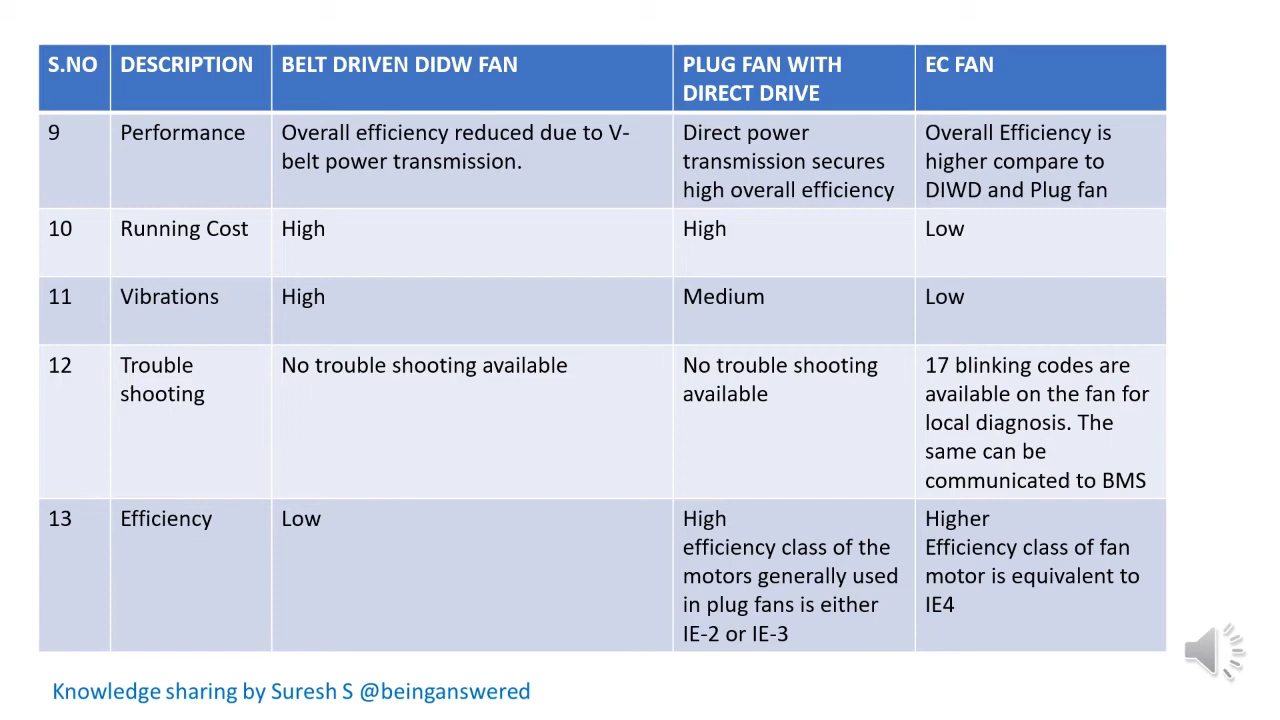 S.NO DESCRIPTION BELT DRIVEN DIDW FAN PLUG FAN WITH DIRECT DRIVE EC FAN
9 Performance Overall efficiency reduced due to V-
belt power transmission. Direct power
transmission secures
high overall efficiency Overall Efficiency is
higher compare to
DIWD and Plug fan
10 Running Cost High High Low
11 Vibrations High Medium Low
12 Trouble
shooting No trouble shooting available No trouble shooting
available 17 blinking codes are
available on the fan for
local diagnosis. The
same can be
communicated to BMS
13 Efficiency Low High
efficiency class of the
motors generally used
in plug fans is either
IE-2 or IE-3 Higher
Efficiency class of fan
motor is equivalent to
IE4
Knowledge sharing by Suresh S @beinganswered